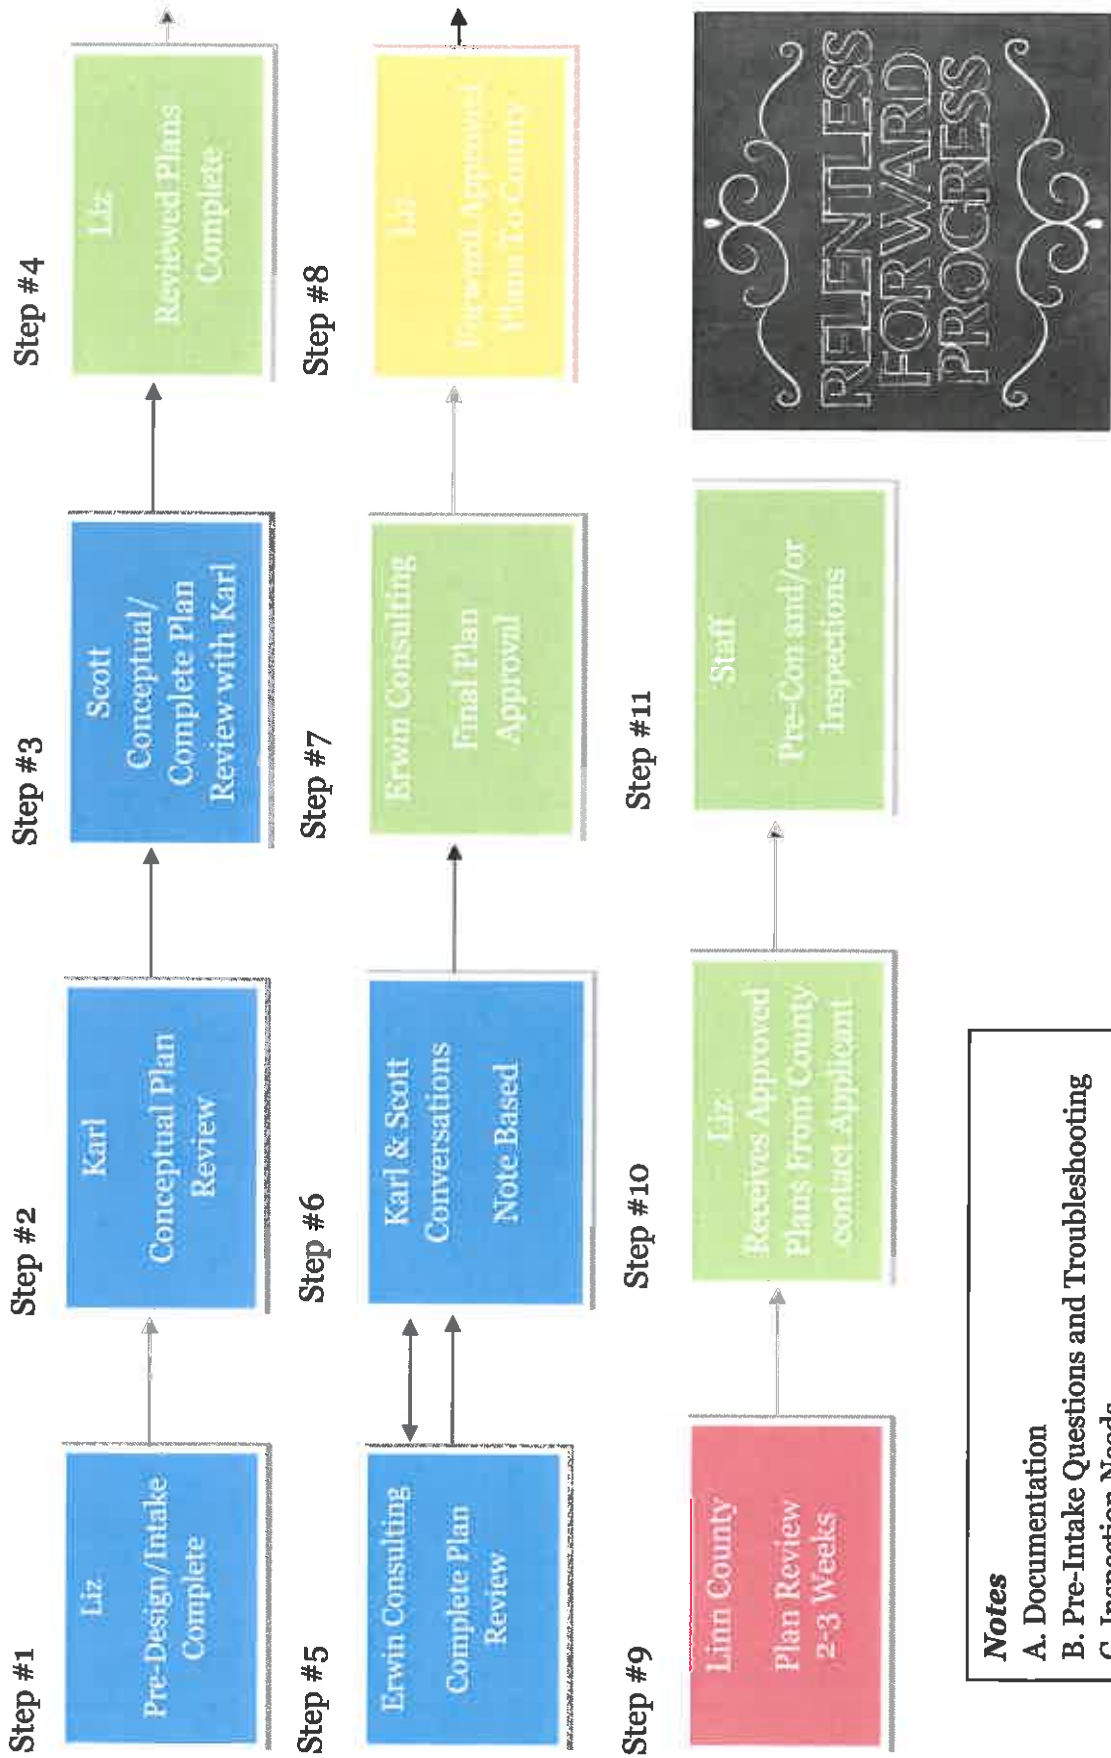 Step #1
Liz
Pre-Design/Intake
Complete
Step #2
Karl
Conceptual Plan
Review
Step #3
Scott
Conceptual/
Complete Plan
Review with Karl
Step #4
Liz
Reviewed Plans
Complete
Step #5
Erwin Consulting
Complete Plan
Review
Step #6
Karl & Scott
Conversations
Note Based
Step #7
Erwin Consulting
Final Plan
Approval
Step #8
Liz
Forward Approved
Plans To County
Step #9
Linn County
Plan Review
2-3 Weeks
Step #10
Liz
Receives Approved
Plans From County
contact Applicant
Step #11
Staff
Pre-Con and/or
Inspections
RELENTLESS
FORWARD
PROGRESS
Notes
A. Documentation
B. Pre-Intake Questions and Troubleshooting
C. Inspection Needs